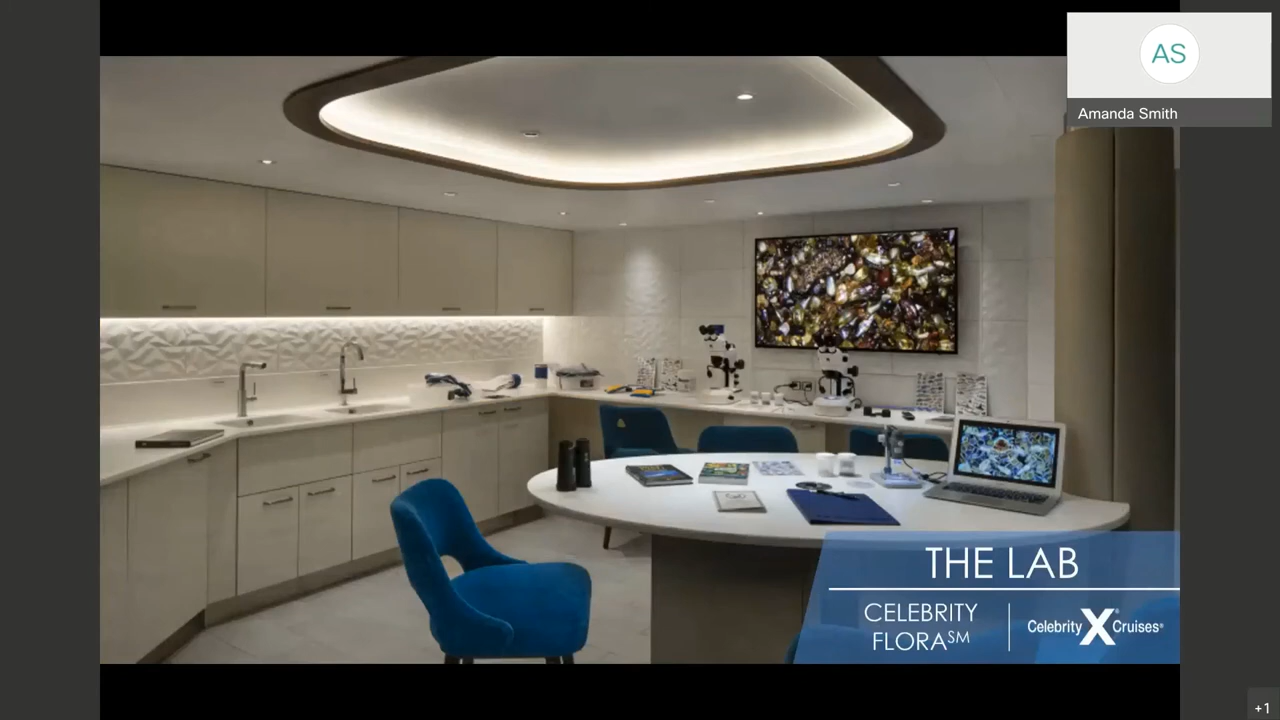 AS
Amanda Smith
THE LAB
CELEBRITY
FLORA℠
Celebrity X Cruises®
+1